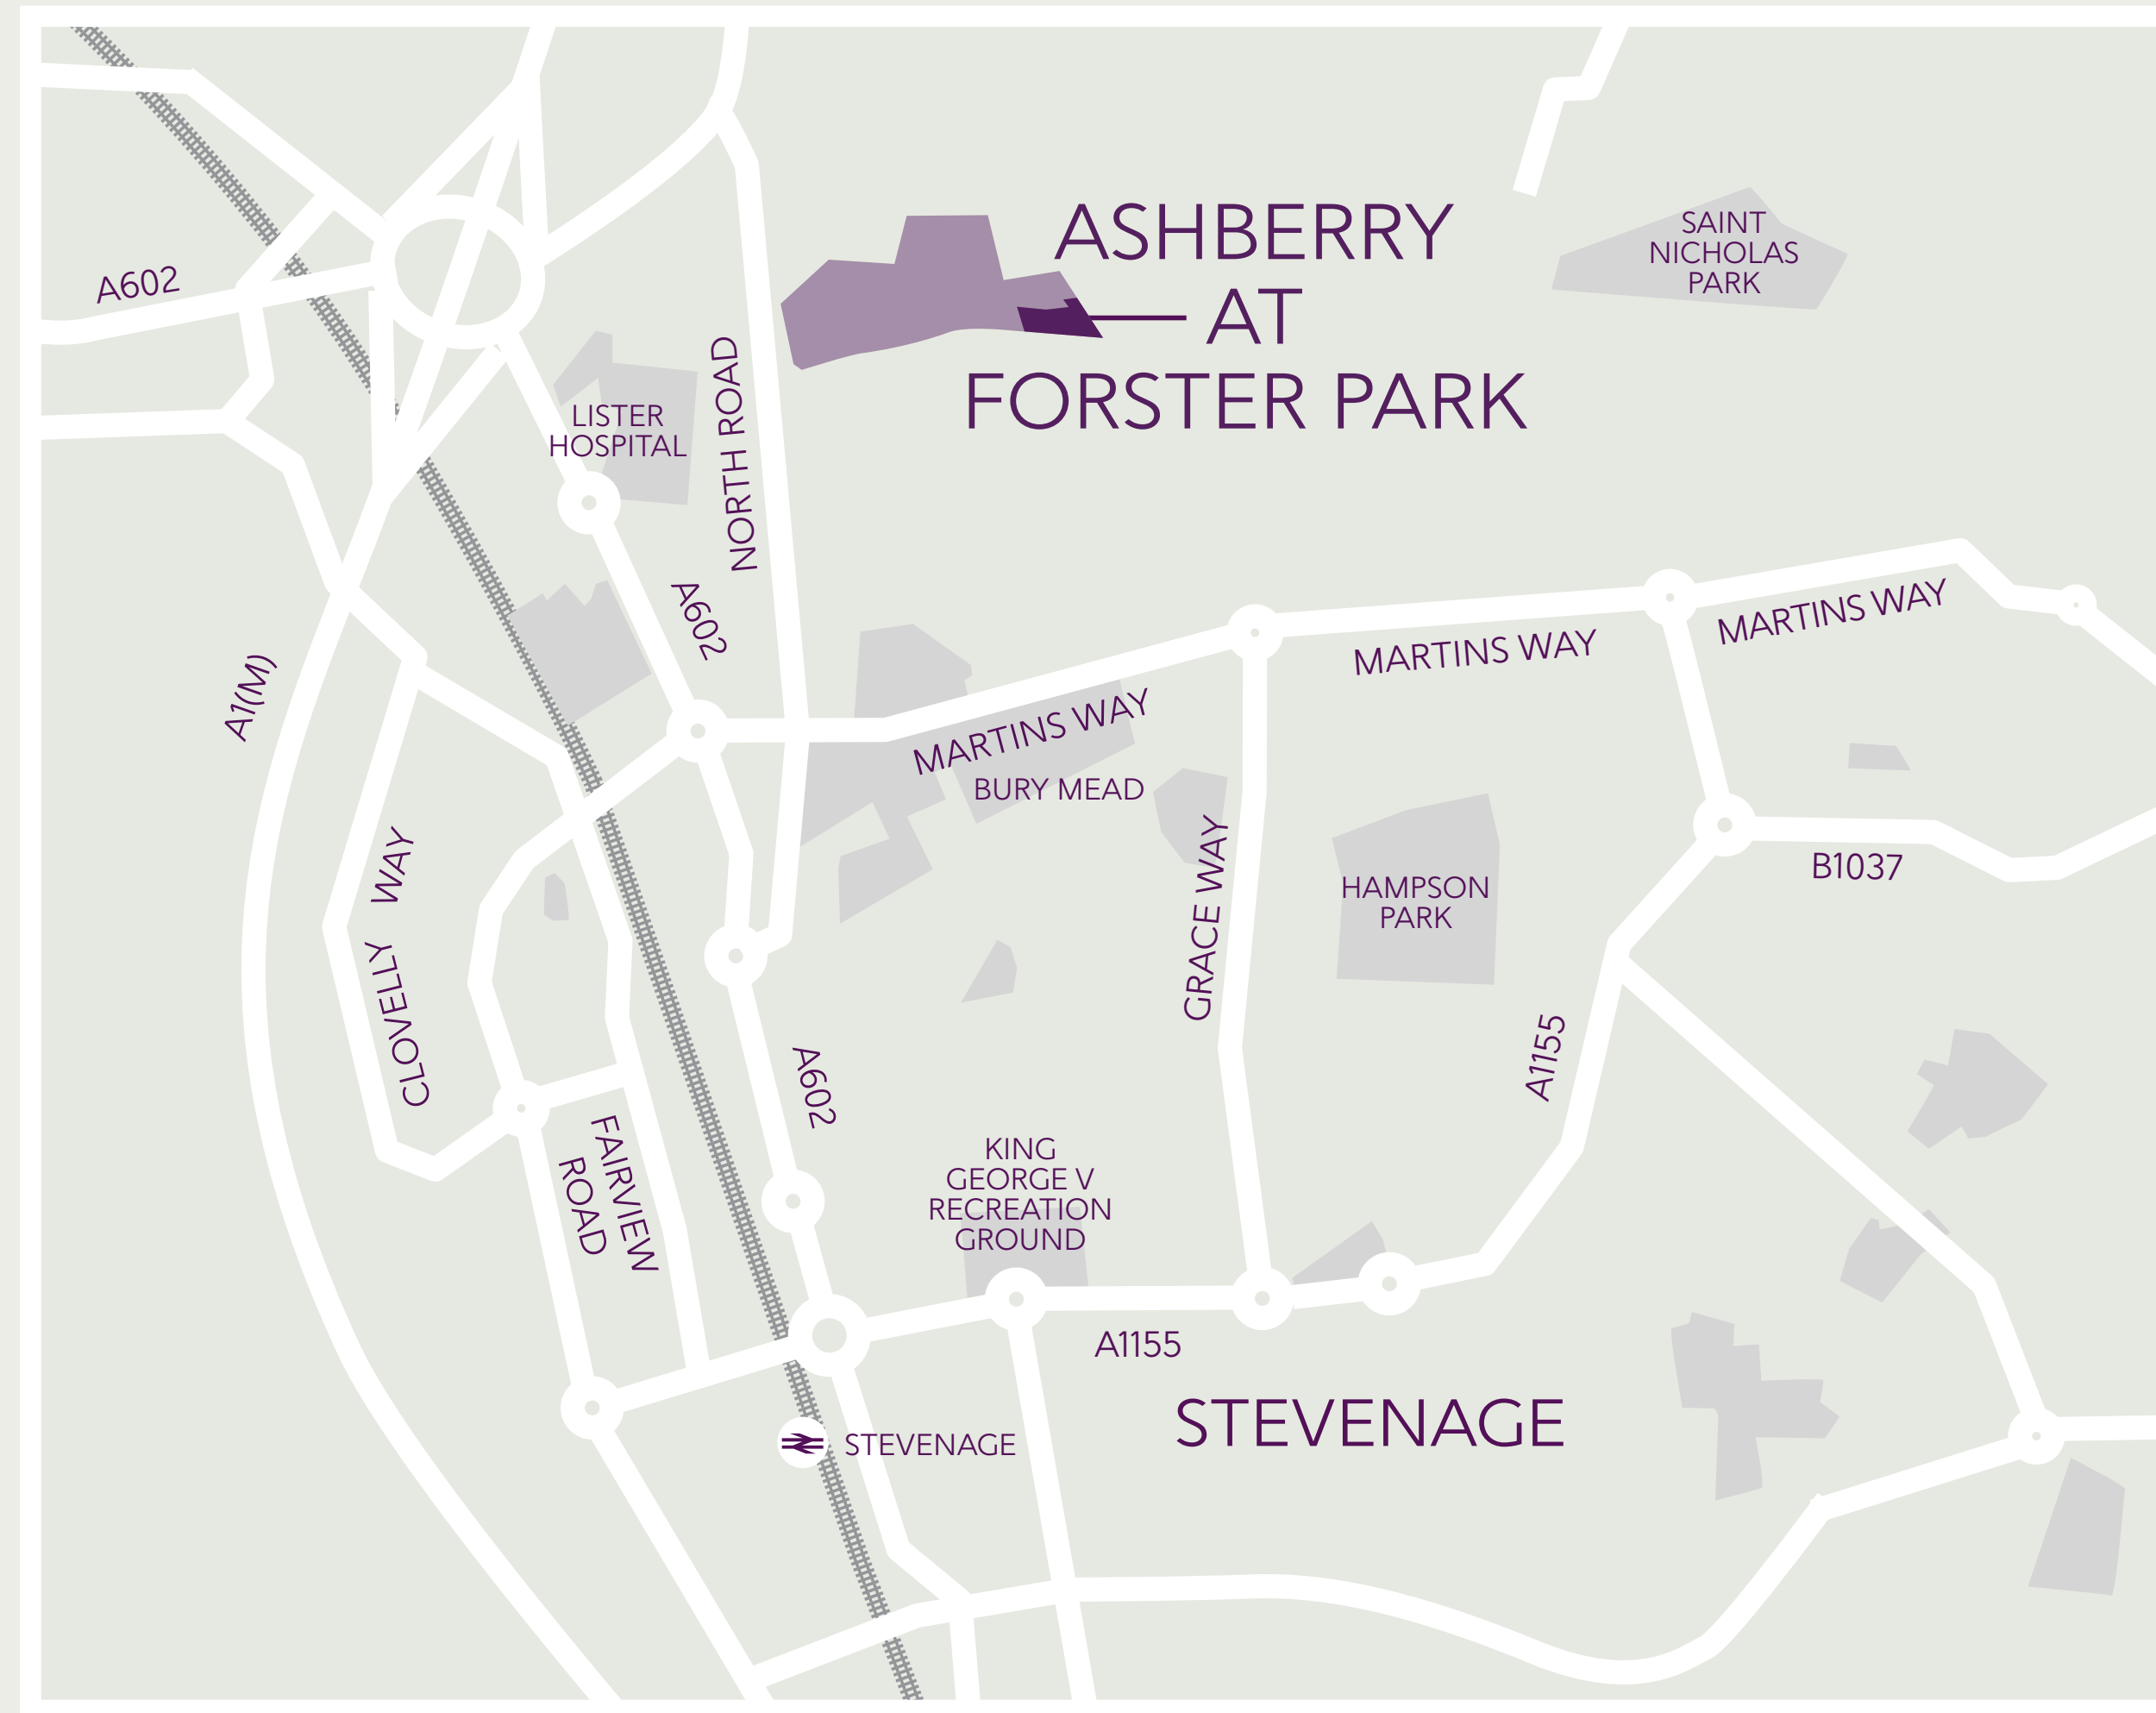 ASHBERRY
AT
FORSTER PARK
SAINT
NICHOLAS
PARK
A602
LISTER
HOSPITAL
NORTH ROAD
A602
A1(M)
MARTINS WAY
MARTINS WAY
MARTINS WAY
BURY MEAD
GRACE WAY
HAMPSON
PARK
B1037
CLOVELLY WAY
A602
A1155
FAIRVIEW
ROAD
KING
GEORGE V
RECREATION
GROUND
A1155
STEVENAGE
STEVENAGE